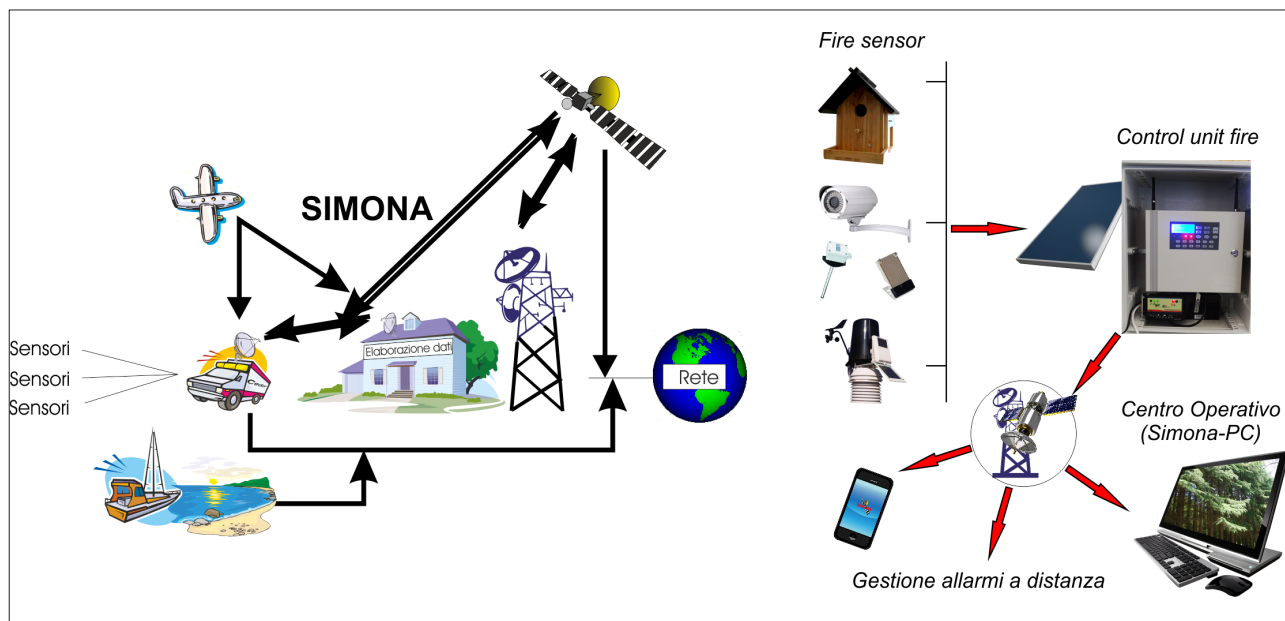 SIMONA
Sensori
Sensori
Sensori
Elaborazione dati
Rete
Fire sensor
Control unit fire
Centro Operativo
(Simona-PC)
Gestione allarmi a distanza